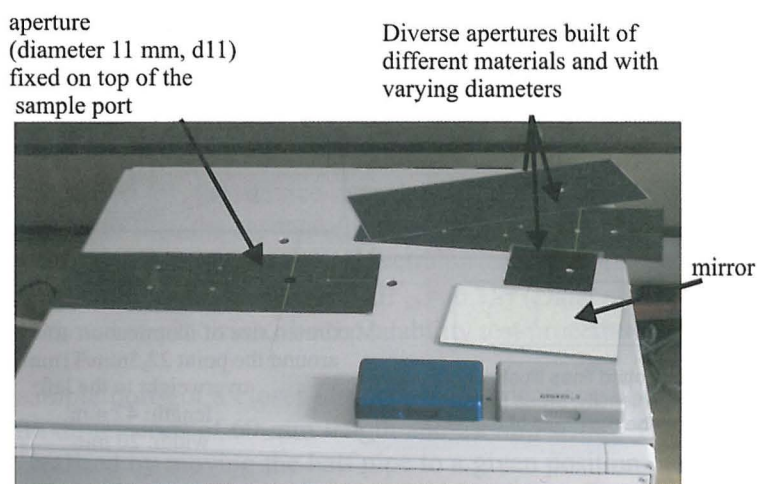 aperture
(diameter 11 mm, d11)
fixed on top of the
sample port
Diverse apertures built of
different materials and with
varying diameters
mirror